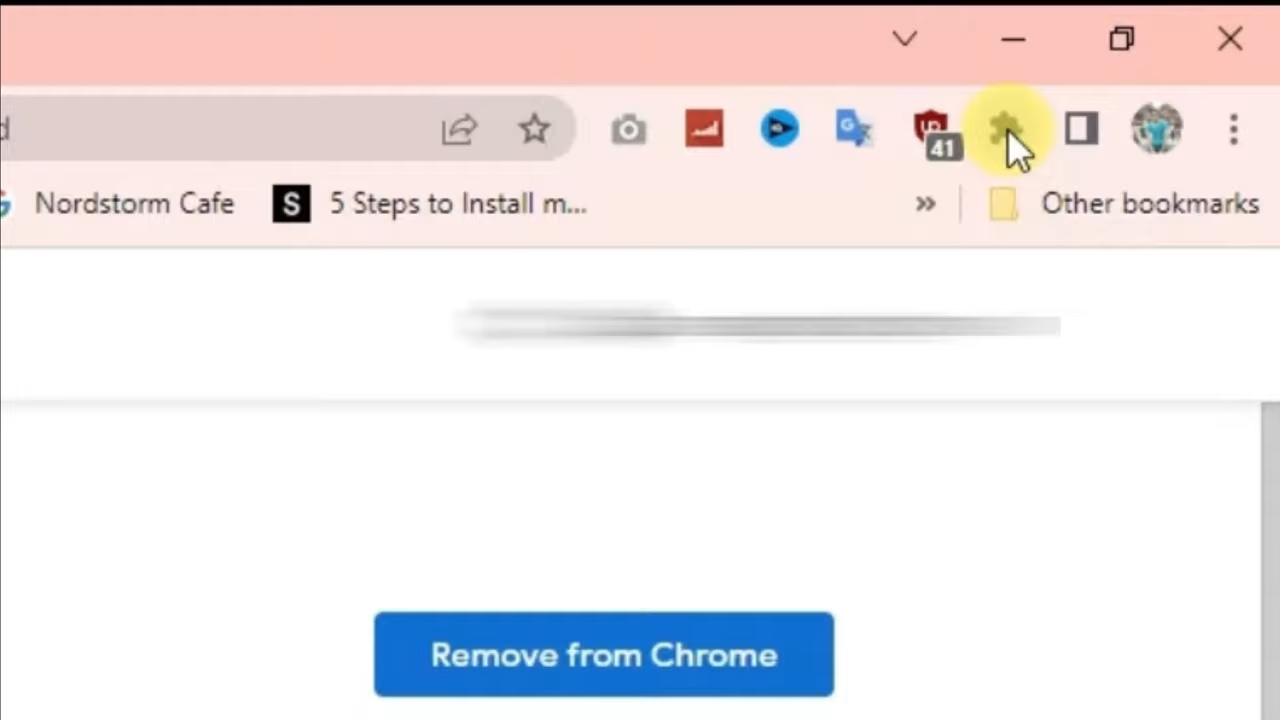 d
41
Nordstorm Cafe
S 5 Steps to Install m...
» Other bookmarks
Remove from Chrome